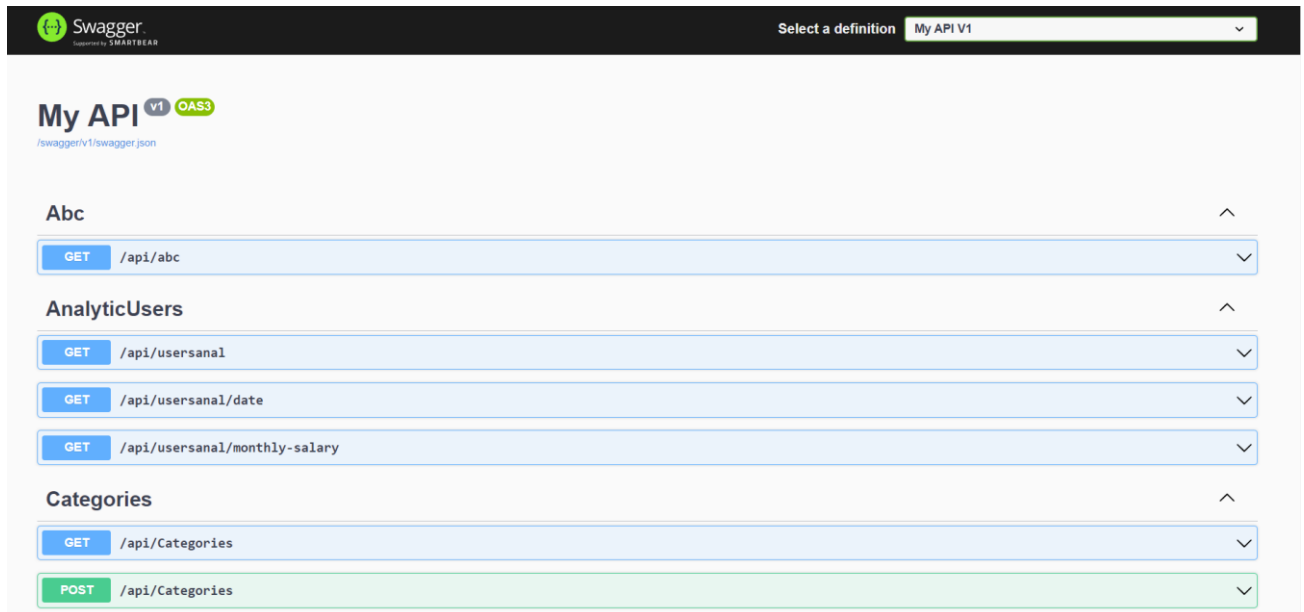 Swagger.
Supported by SMARTBEAR
Select a definition
My API V1
My API v1 OAS3
/swagger/v1/swagger.json
Abc
GET /api/abc
AnalyticUsers
GET /api/usersanal
GET /api/usersanal/date
GET /api/usersanal/monthly-salary
Categories
GET /api/Categories
POST /api/Categories